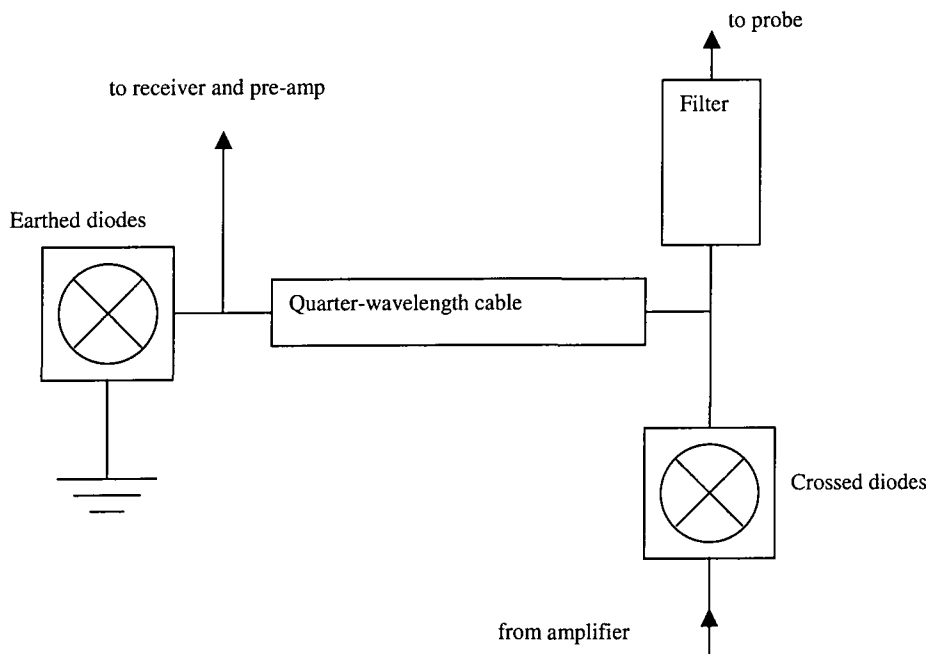 to probe
to receiver and pre-amp
Filter
Earthed diodes
Quarter-wavelength cable
Crossed diodes
from amplifier